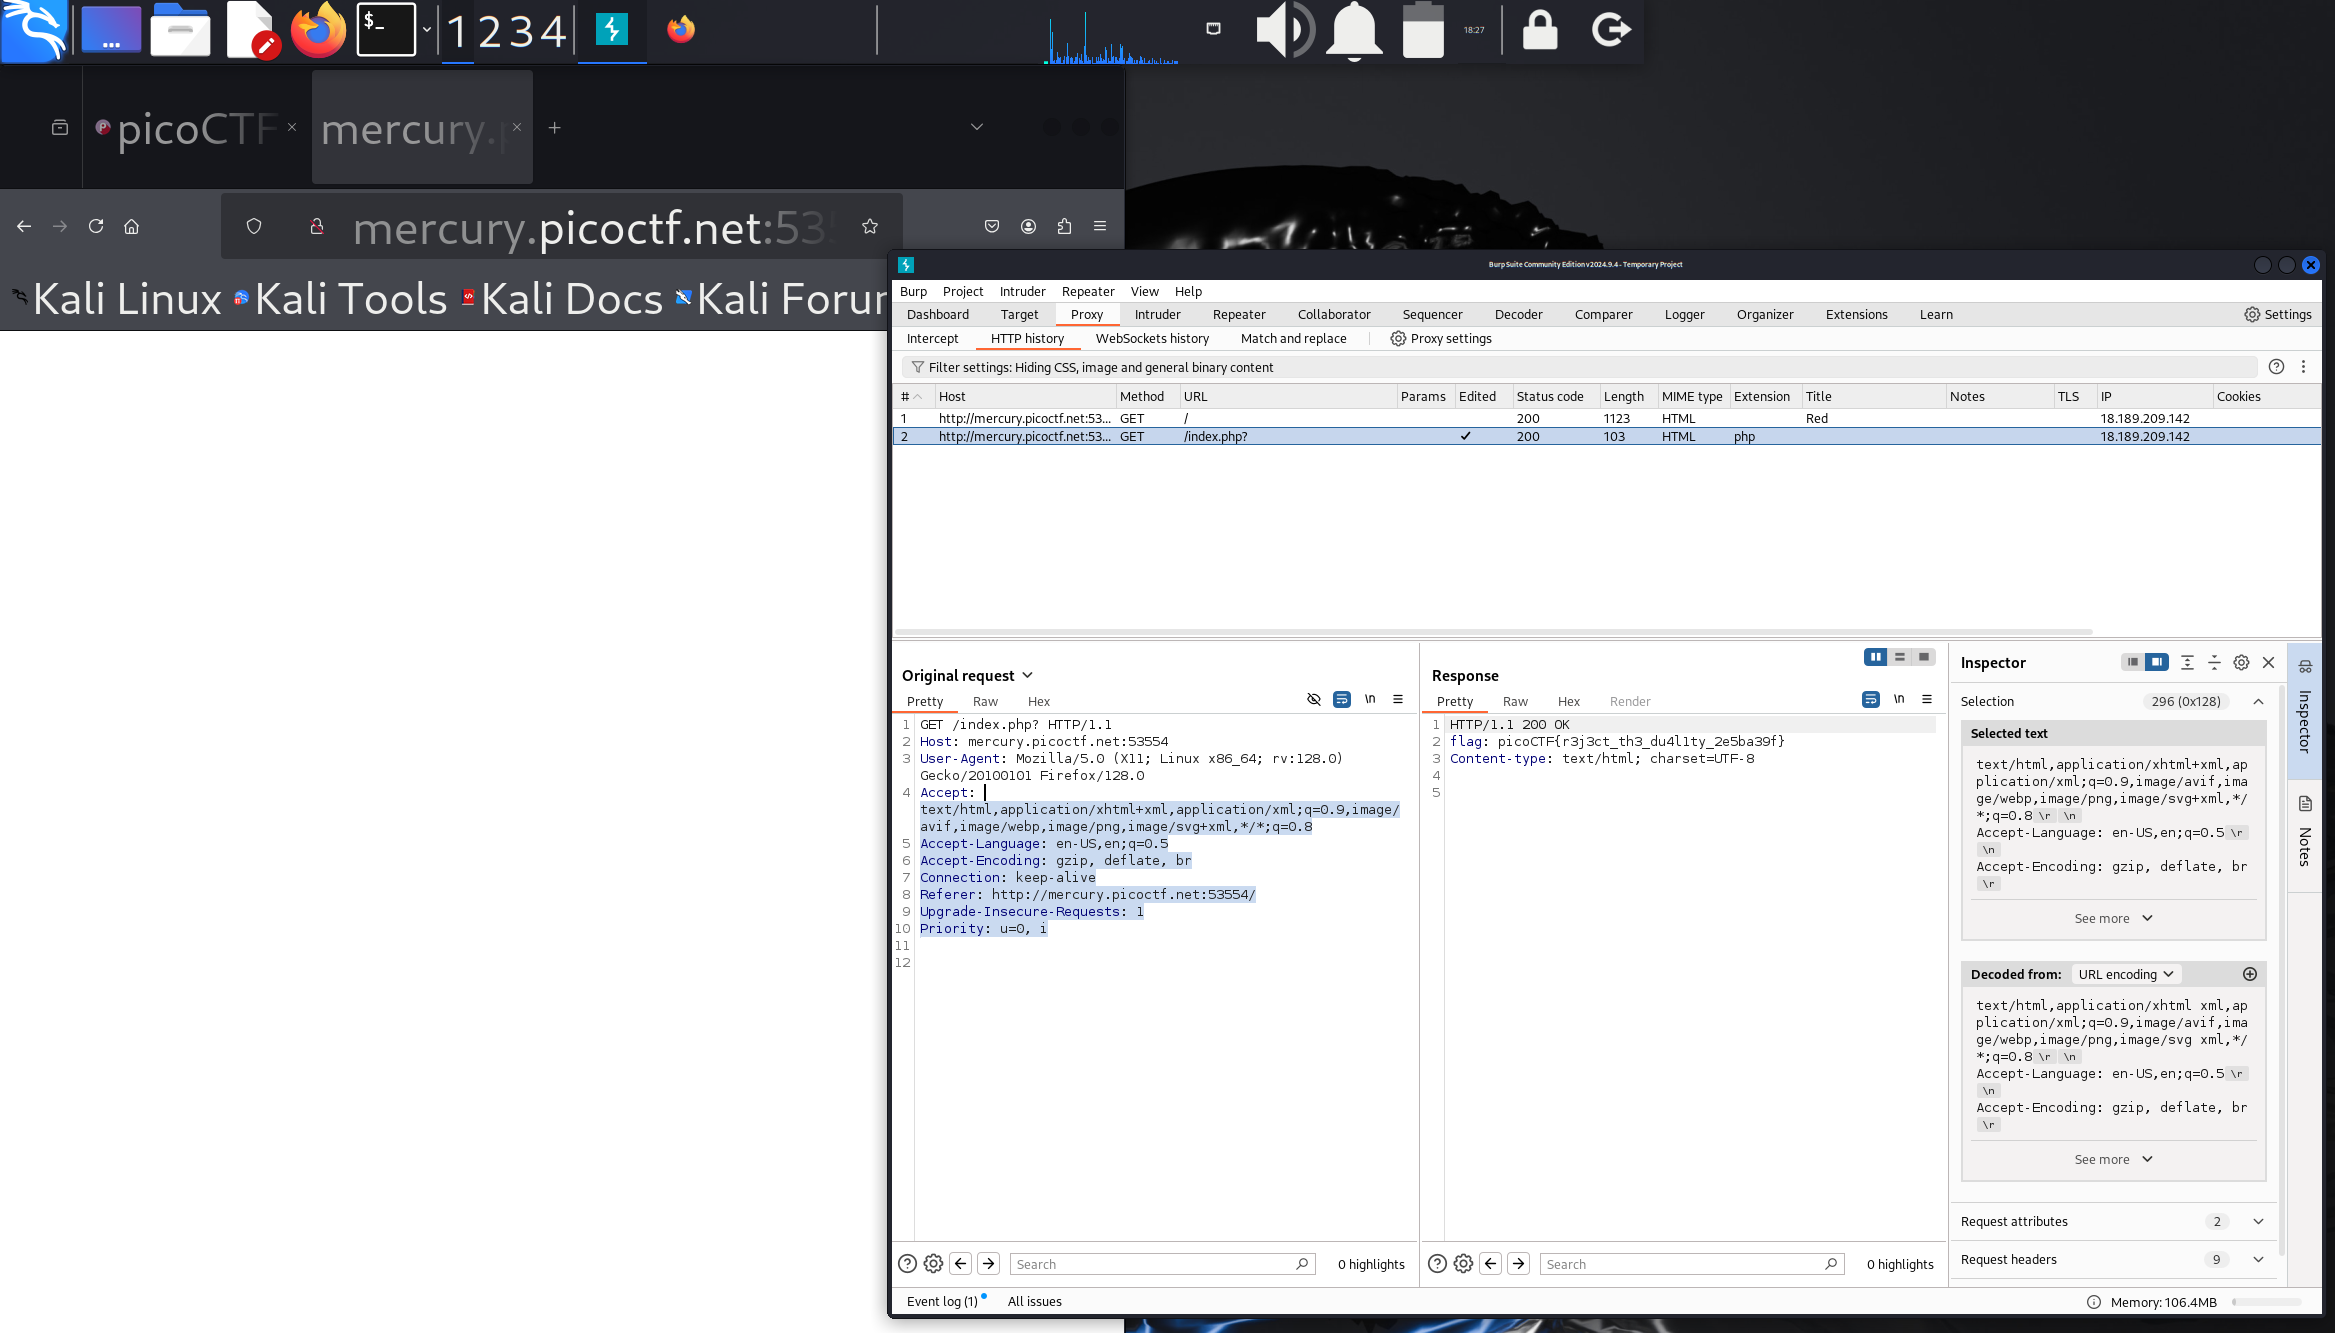 $_
1 2 3 4
18:27
picoCTF
mercury.
mercury.picoctf.net:53
Kali Linux
Kali Tools
Kali Docs
Kali Forum
Burp Suite Community Edition v2024.9.4 - Temporary Project
Burp Project Intruder Repeater View Help
Dashboard Target Proxy Intruder Repeater Collaborator Sequencer Decoder Comparer Logger Organizer Extensions Learn Settings
Intercept HTTP history WebSockets history Match and replace Proxy settings
Filter settings: Hiding CSS, image and general binary content
# Host Method URL Params Edited Status code Length MIME type Extension Title Notes TLS IP Cookies
1 http://mercury.picoctf.net:53... GET / 200 1123 HTML Red 18.189.209.142
2 http://mercury.picoctf.net:53... GET /index.php? ✓ 200 103 HTML php 18.189.209.142
Original request
Pretty Raw Hex \n
1 GET /index.php? HTTP/1.1
2 Host: mercury.picoctf.net:53554
3 User-Agent: Mozilla/5.0 (X11; Linux x86_64; rv:128.0)
Gecko/20100101 Firefox/128.0
4 Accept:
text/html,application/xhtml+xml,application/xml;q=0.9,image/
avif,image/webp,image/png,image/svg+xml,*/*;q=0.8
5 Accept-Language: en-US,en;q=0.5
6 Accept-Encoding: gzip, deflate, br
7 Connection: keep-alive
8 Referer: http://mercury.picoctf.net:53554/
9 Upgrade-Insecure-Requests: 1
10 Priority: u=0, i
11
12
Search
0 highlights
Response
Pretty Raw Hex Render \n
1 HTTP/1.1 200 OK
2 flag: picoCTF{r3j3ct_th3_du4l1ty_2e5ba39f}
3 Content-type: text/html; charset=UTF-8
4
5
Search
0 highlights
Inspector
Selection 296 (0x128)
Selected text
text/html,application/xhtml+xml,ap
plication/xml;q=0.9,image/avif,ima
ge/webp,image/png,image/svg+xml,*/
*;q=0.8 \r \n
Accept-Language: en-US,en;q=0.5 \r
\n
Accept-Encoding: gzip, deflate, br
\r
See more
Decoded from: URL encoding
text/html,application/xhtml xml,ap
plication/xml;q=0.9,image/avif,ima
ge/webp,image/png,image/svg xml,*/
*;q=0.8 \r \n
Accept-Language: en-US,en;q=0.5 \r
\n
Accept-Encoding: gzip, deflate, br
\r
See more
Request attributes 2
Request headers 9
Inspector
Notes
Event log (1) All issues
Memory: 106.4MB